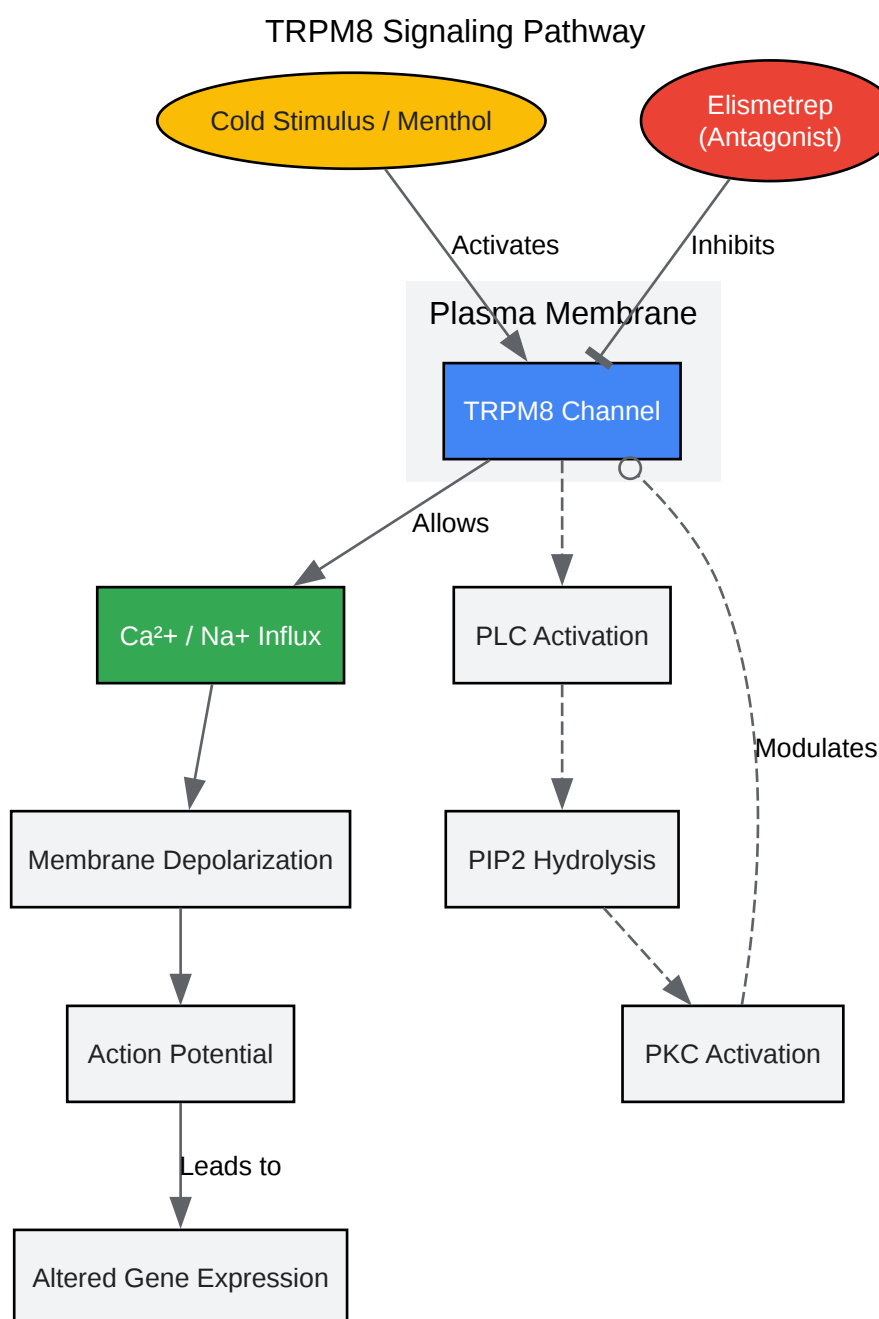 TRPM8 Signaling Pathway
Cold Stimulus / Menthol
Elismetrep
(Antagonist)
Activates
Inhibits
Plasma Membrane
TRPM8 Channel
Allows
Ca²+ / Na+ Influx
PLC Activation
Modulates
Membrane Depolarization
PIP2 Hydrolysis
Action Potential
PKC Activation
Leads to
Altered Gene Expression